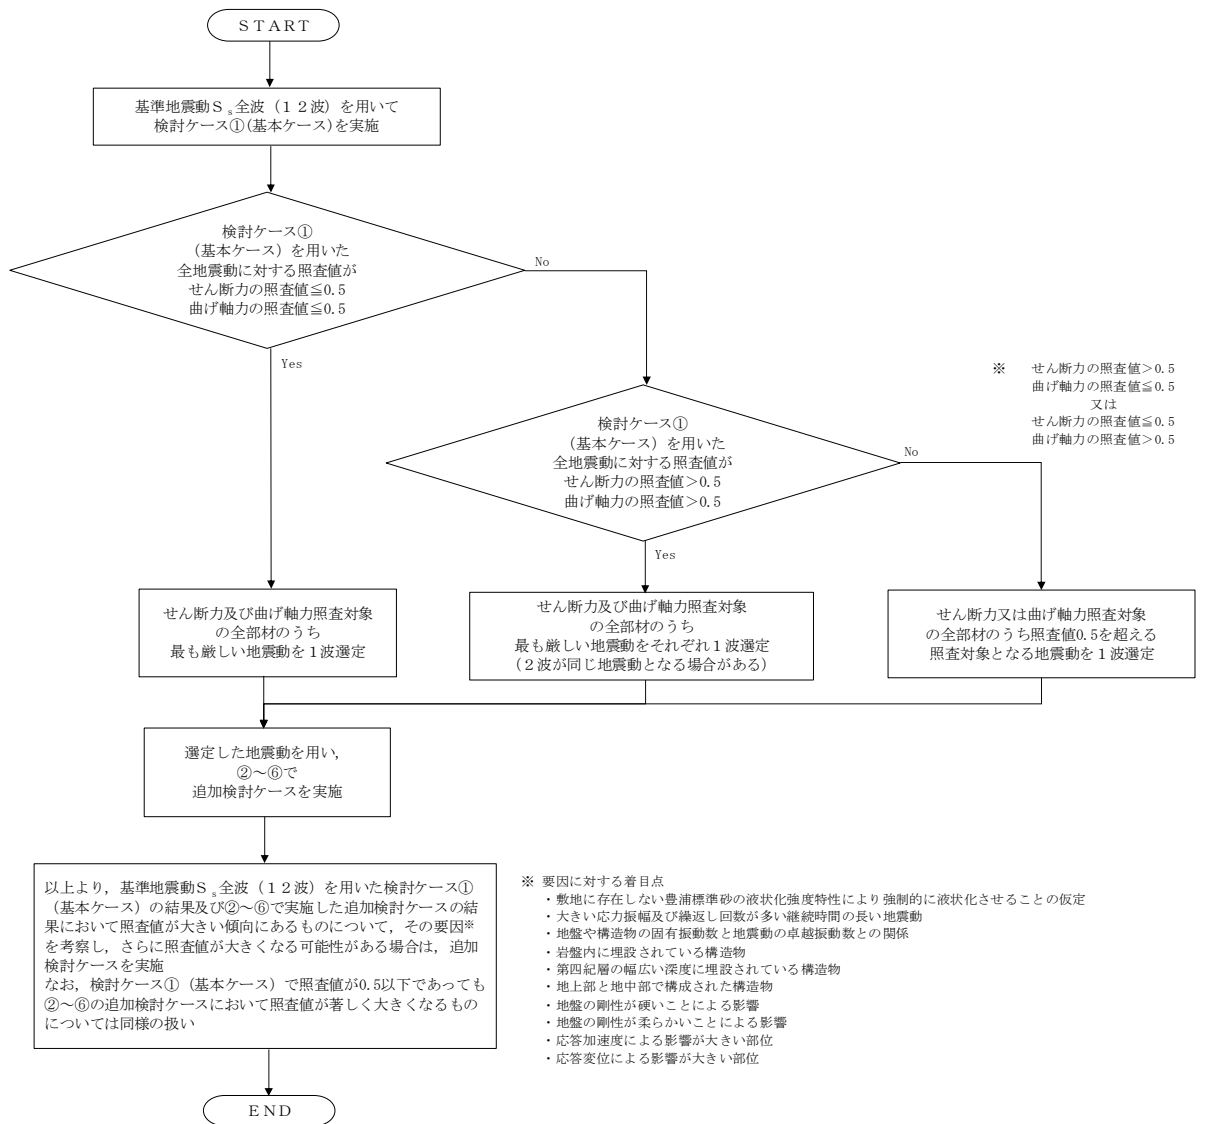 ＳＴＡＲＴ
基準地震動Ｓｓ全波（１２波）を用いて
検討ケース①(基本ケース)を実施
検討ケース①
（基本ケース）を用いた
全地震動に対する照査値が
せん断力の照査値≦0.5
曲げ軸力の照査値≦0.5
No
Yes
※　せん断力の照査値＞0.5
曲げ軸力の照査値≦0.5
又は
せん断力の照査値≦0.5
曲げ軸力の照査値＞0.5
検討ケース①
（基本ケース）を用いた
全地震動に対する照査値が
せん断力の照査値＞0.5
曲げ軸力の照査値＞0.5
No
Yes
せん断力及び曲げ軸力照査対象
の全部材のうち
最も厳しい地震動を１波選定
せん断力及び曲げ軸力照査対象
の全部材のうち
最も厳しい地震動をそれぞれ１波選定
（２波が同じ地震動となる場合がある）
せん断力又は曲げ軸力照査対象
の全部材のうち照査値0.5を超える
照査対象となる地震動を１波選定
選定した地震動を用い，
②～⑥で
追加検討ケースを実施
以上より，基準地震動Ｓｓ全波（１２波）を用いた検討ケース①
（基本ケース）の結果及び②～⑥で実施した追加検討ケースの結
果において照査値が大きい傾向にあるものについて，その要因※
を考察し，さらに照査値が大きくなる可能性がある場合は，追加
検討ケースを実施
なお，検討ケース①（基本ケース）で照査値が0.5以下であっても
②～⑥の追加検討ケースにおいて照査値が著しく大きくなるもの
については同様の扱い
※ 要因に対する着目点
・敷地に存在しない豊浦標準砂の液状化強度特性により強制的に液状化させることの仮定
・大きい応力振幅及び繰返し回数が多い継続時間の長い地震動
・地盤や構造物の固有振動数と地震動の卓越振動数との関係
・岩盤内に埋設されている構造物
・第四紀層の幅広い深度に埋設されている構造物
・地上部と地中部で構成された構造物
・地盤の剛性が硬いことによる影響
・地盤の剛性が柔らかいことによる影響
・応答加速度による影響が大きい部位
・応答変位による影響が大きい部位
ＥＮＤ